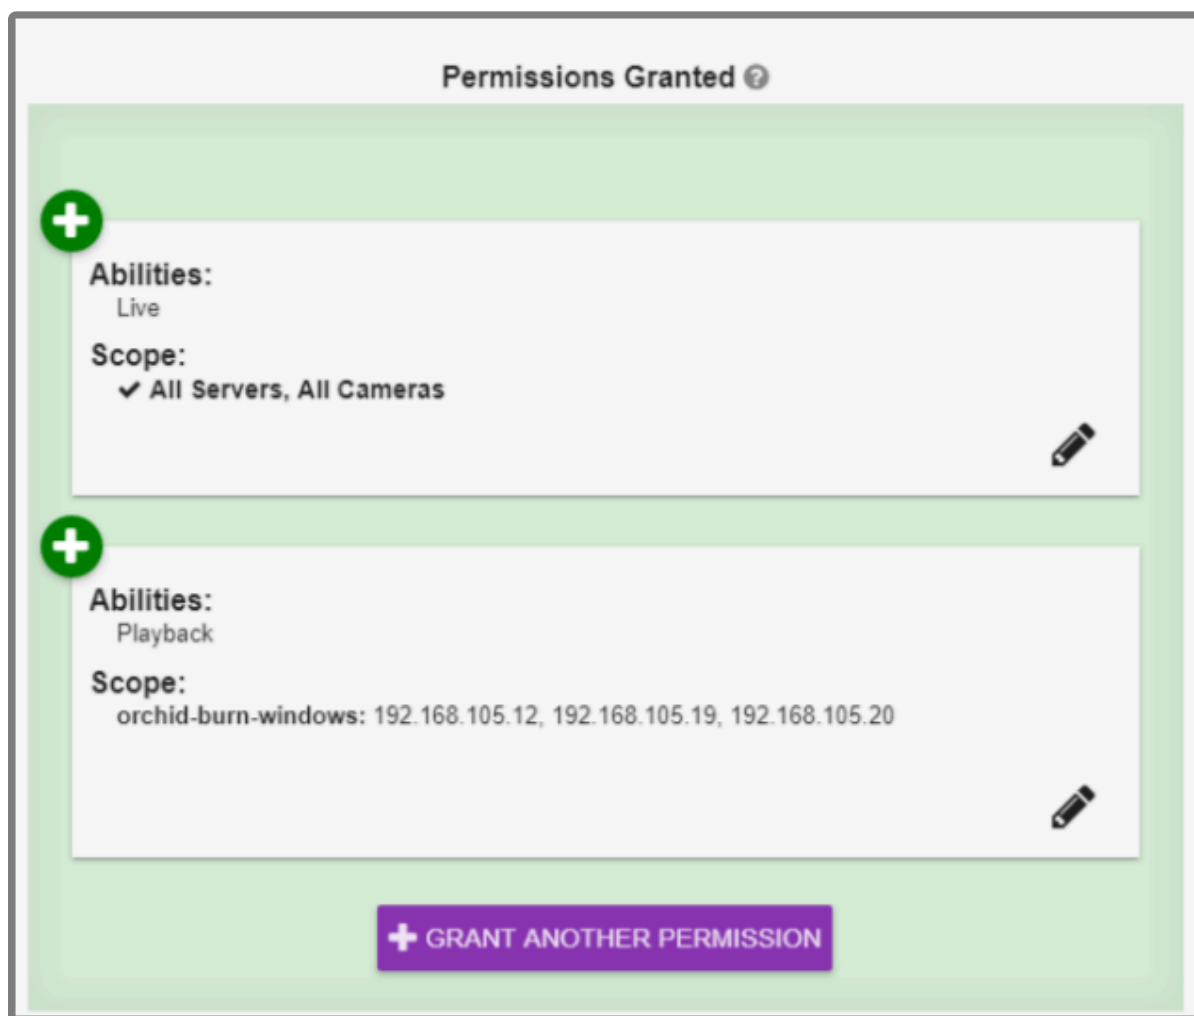 Permissions Granted ?
Abilities:
Live
Scope:
✔ All Servers, All Cameras
Abilities:
Playback
Scope:
orchid-burn-windows: 192.168.105.12, 192.168.105.19, 192.168.105.20
+ GRANT ANOTHER PERMISSION